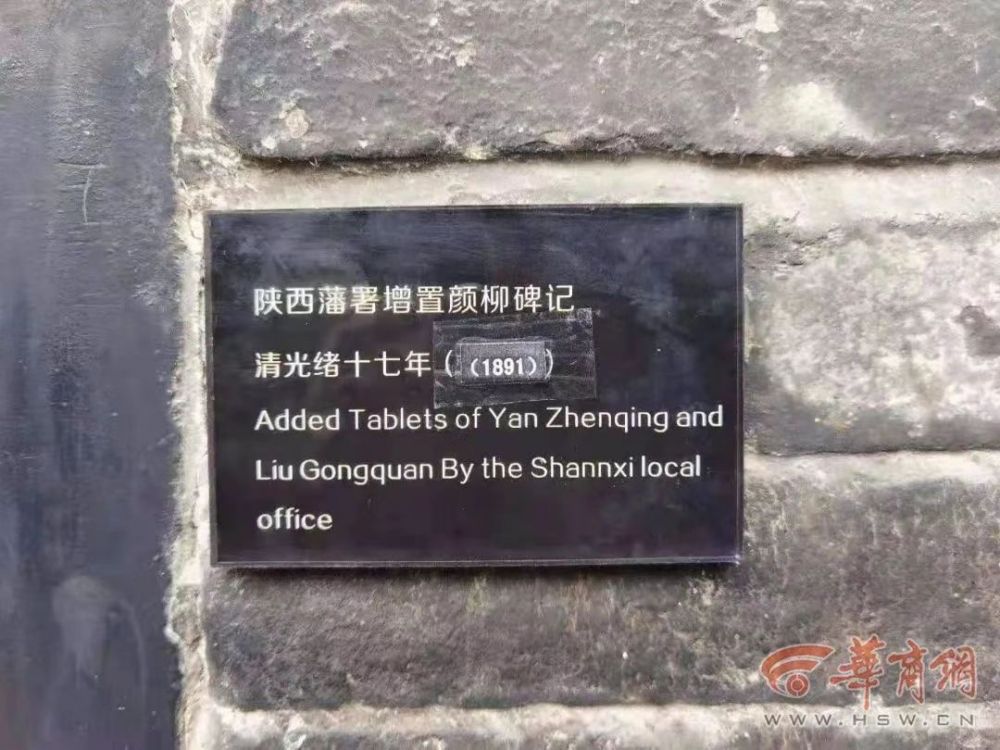 陕西藩署增置颜柳碑记
清光绪十七年（（1891））
Added Tablets of Yan Zhenqing and
Liu Gongquan By the Shannxi local
office
華商網
WWW.HSW.CN